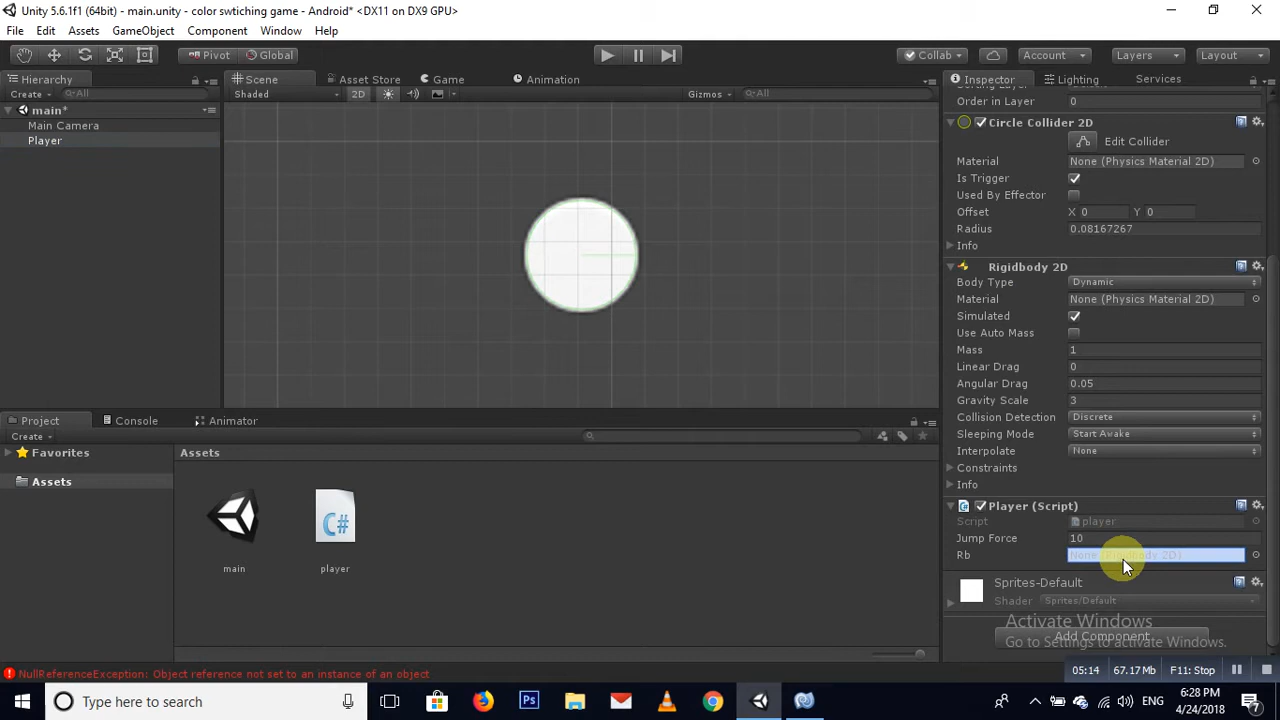 Unity 5.6.1f1 (64bit) - main.unity - color swtiching game - Android* <DX11 on DX9 GPU>
File Edit Assets GameObject Component Window Help
Pivot Global Collab Account Layers Layout
Hierarchy Scene Asset Store Game Animation Inspector Lighting Services
Create All Shaded 2D Gizmos All
Order in Layer 0
main*
Main Camera
Player
Circle Collider 2D
Edit Collider
Material None (Physics Material 2D)
Is Trigger
Used By Effector
Offset X 0 Y 0
Radius 0.08167267
Info
Rigidbody 2D
Body Type Dynamic
Material None (Physics Material 2D)
Simulated
Use Auto Mass
Mass 1
Linear Drag 0
Angular Drag 0.05
Gravity Scale 3
Collision Detection Discrete
Sleeping Mode Start Awake
Interpolate None
Constraints
Info
Player (Script)
Script player
Jump Force 10
Rb None (Rigidbody 2D)
Sprites-Default
Shader Sprites/Default
Add Component
Project Console Animator
Create
Favorites
Assets
Assets
C#
main player
Activate Windows
Go to Settings to activate Windows.
NullReferenceException: Object reference not set to an instance of an object
05:14 67.17 Mb F11: Stop
Type here to search
Ps
ENG
5:28 PM
4/24/2018
7